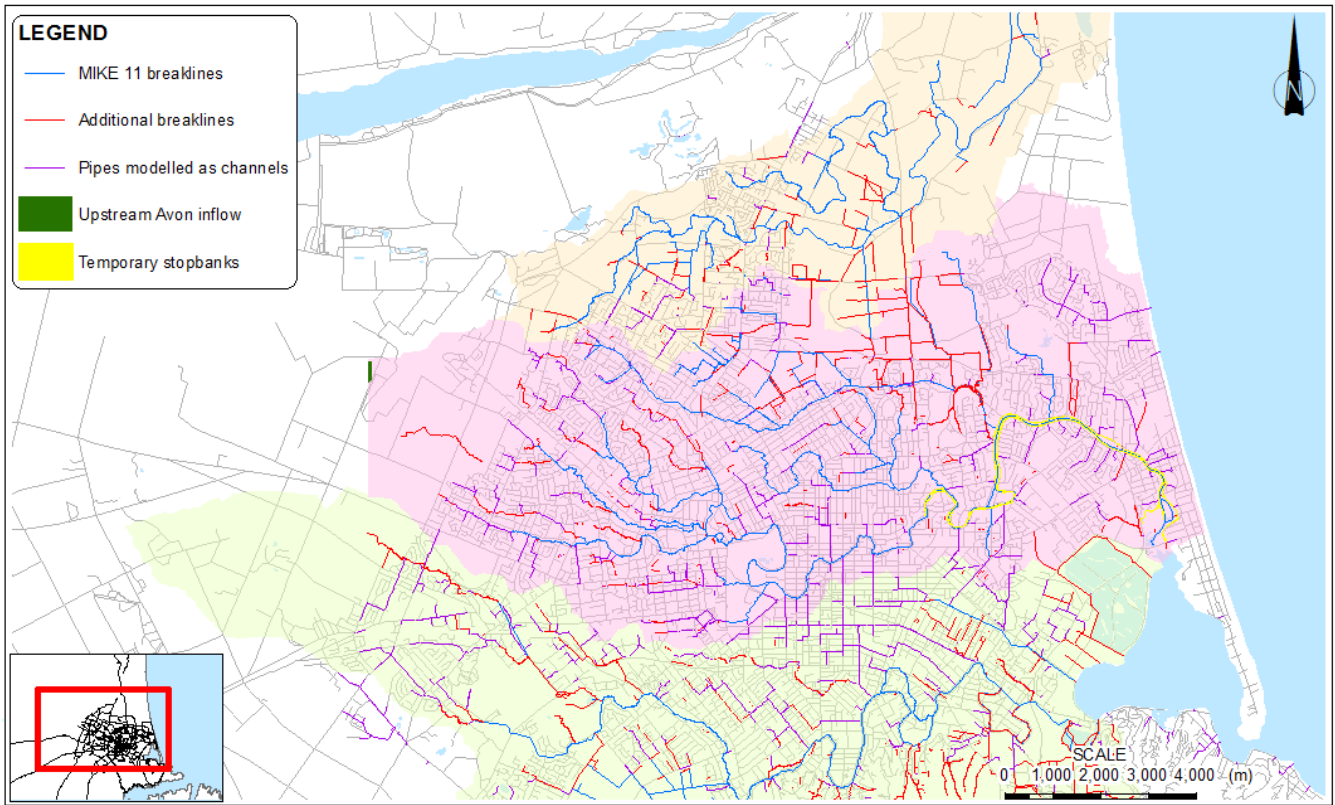 LEGEND
MIKE 11 breaklines
Additional breaklines
Pipes modelled as channels
Upstream Avon inflow
Temporary stopbanks
N
SCALE
0 1,000 2,000 3,000 4,000 (m)